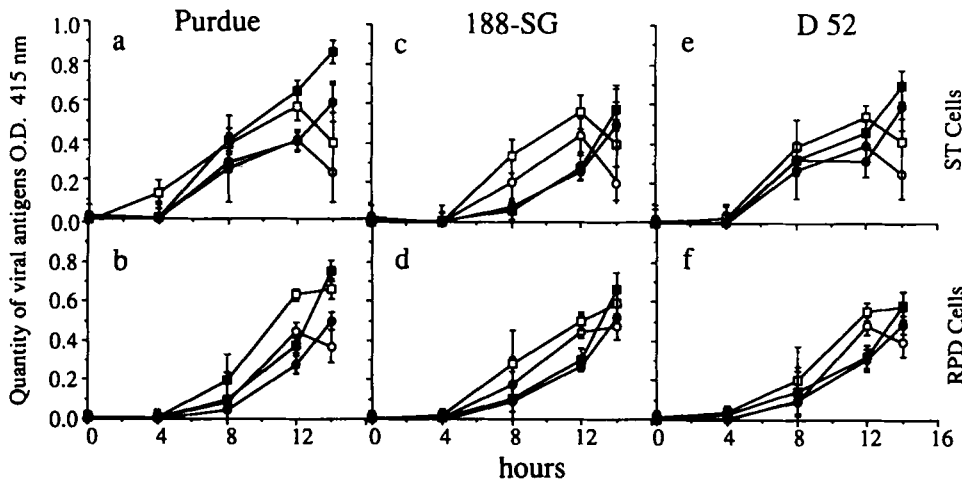 Purdue 188-SG D 52
Quantity of viral antigens O.D. 415 nm
1.0
0.8
0.6
0.4
0.2
0.0
a
c
e
ST Cells
0.8
0.6
0.4
0.2
0.0
b
d
f
RPD Cells
0 4 8 12 0 4 8 12 0 4 8 12 16
hours